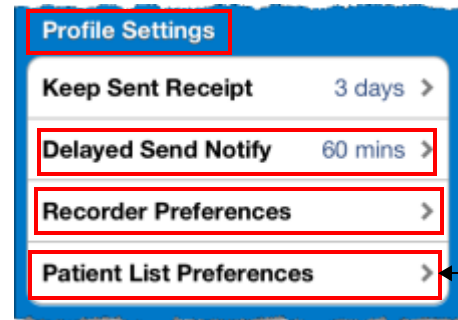 Profile Settings
Keep Sent Receipt 3 days >
Delayed Send Notify 60 mins >
Recorder Preferences >
Patient List Preferences >